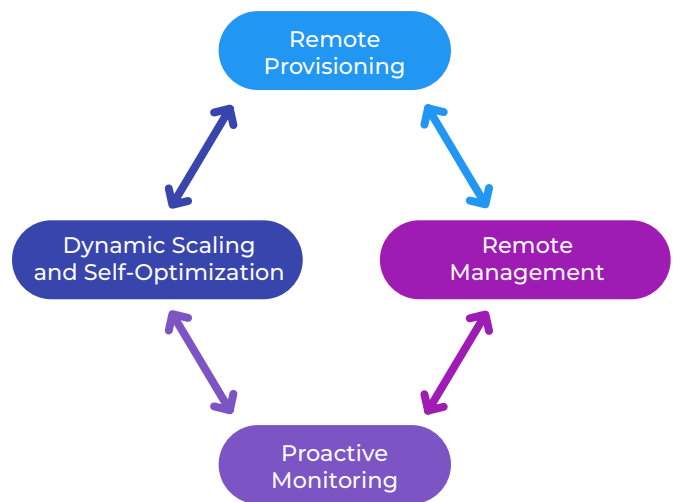 Remote
Provisioning
Dynamic Scaling
and Self-Optimization
Remote
Management
Proactive
Monitoring